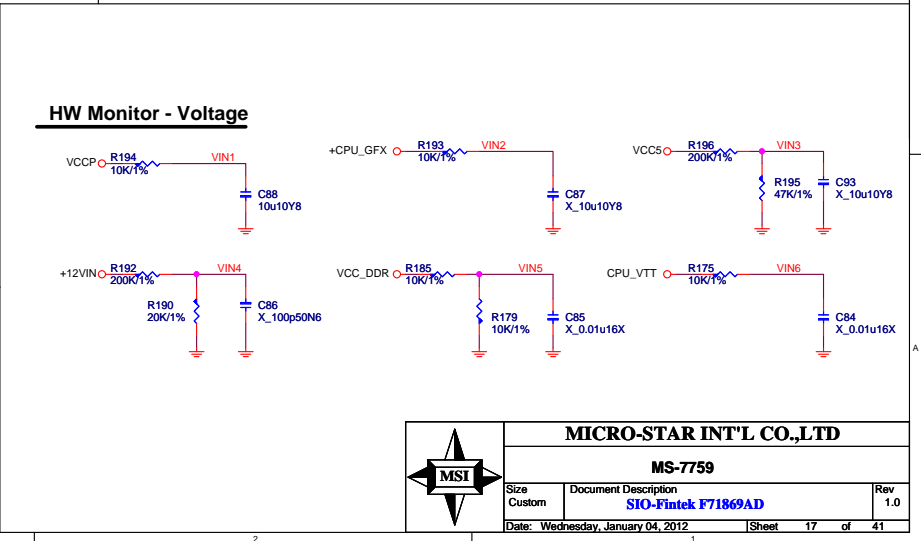 HW Monitor - Voltage
VCCP
R194
10K/1%
VIN1
C88
10u10Y8
+CPU_GFX
R193
10K/1%
VIN2
C87
X_10u10Y8
VCC5
R196
200K/1%
VIN3
R195
47K/1%
C93
X_10u10Y8
+12VIN
R192
200K/1%
VIN4
R190
20K/1%
C86
X_100p50N6
VCC_DDR
R185
10K/1%
VIN5
R179
10K/1%
C85
X_0.01u16X
CPU_VTT
R175
10K/1%
VIN6
C84
X_0.01u16X
A
MSI
MICRO-STAR INT'L CO.,LTD
MS-7759
Size
Custom
Document Description
SIO-Fintek F71869AD
Rev
1.0
Date: Wednesday, January 04, 2012
Sheet 17 of 41
2
1